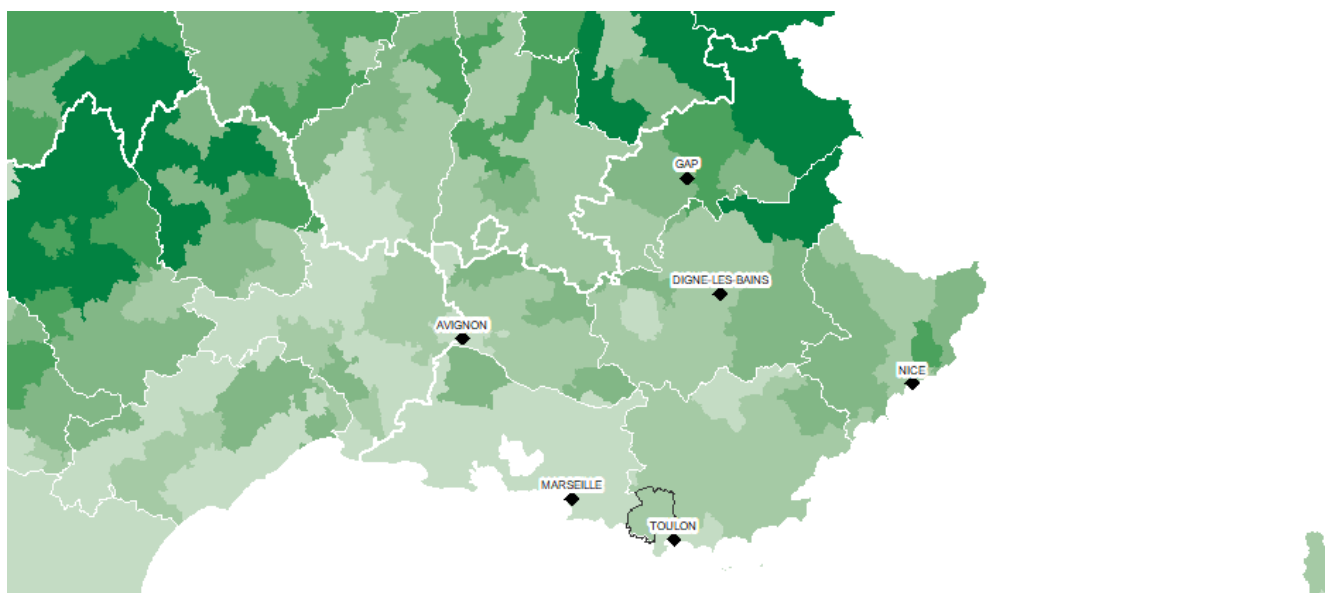 GAP
DIGNE-LES-BAINS
AVIGNON
NICE
MARSEILLE
TOULON